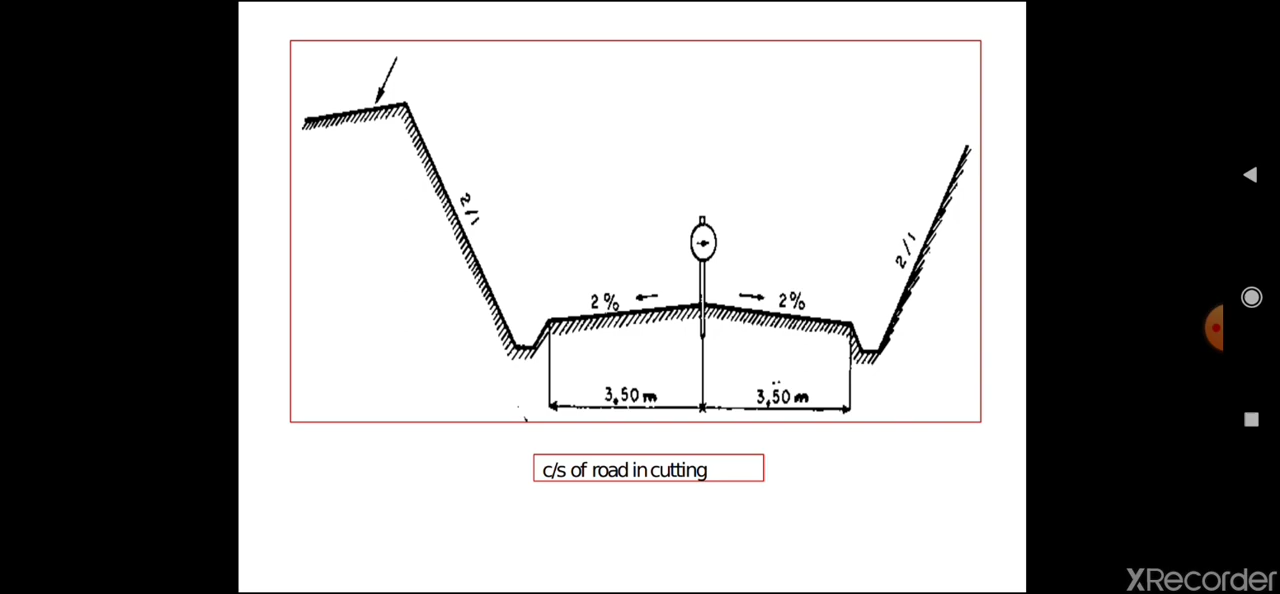 2/1
2/1
2%
2%
3,50 m
3,50 m
c/s of road in cutting
XRecorder